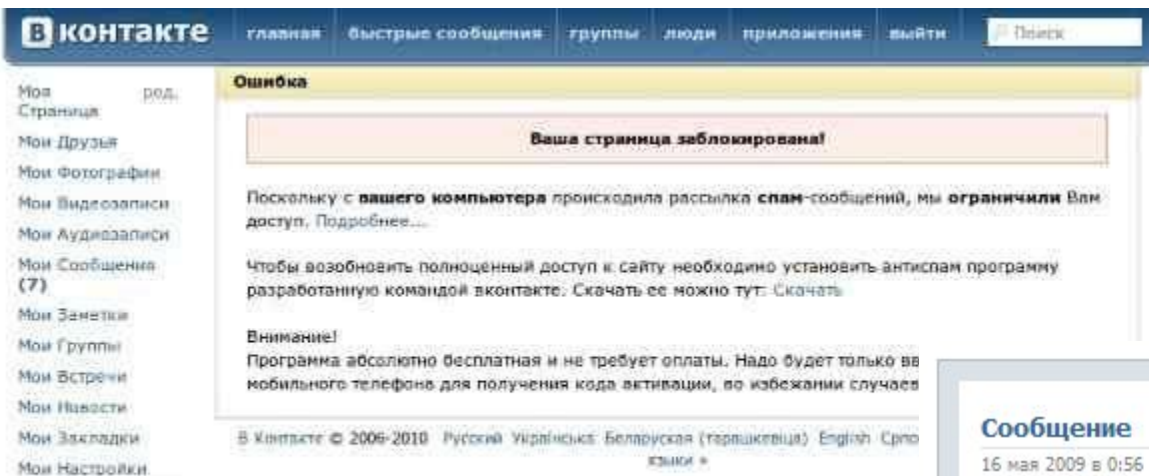 В контакте
главная быстрые сообщения группы люди приложения выйти Поиск
Моя род.
Страница
Мои Друзья
Мои Фотографии
Мои Видеозаписи
Мои Аудиозаписи
Мои Сообщения
(7)
Мои Заметки
Мои Группы
Мои Встречи
Мои Новости
Мои Закладки
Мои Настройки
Ошибка
Ваша страница заблокирована!
Поскольку с вашего компьютера происходила рассылка спам-сообщений, мы ограничили Вам
доступ. Подробнее...
Чтобы возобновить полноценный доступ к сайту необходимо установить антиспам программу
разработанную командой вконтакте. Скачать ее можно тут: Скачать
Внимание!
Программа абсолютно бесплатная и не требует оплаты. Надо будет только вв
мобильного телефона для получения кода активации, во избежании случаев
В Контакте © 2006-2010 Русский Українська Беларуская (тарашкевіца) English Српо
языки »
Сообщение
16 мая 2009 в 0:56